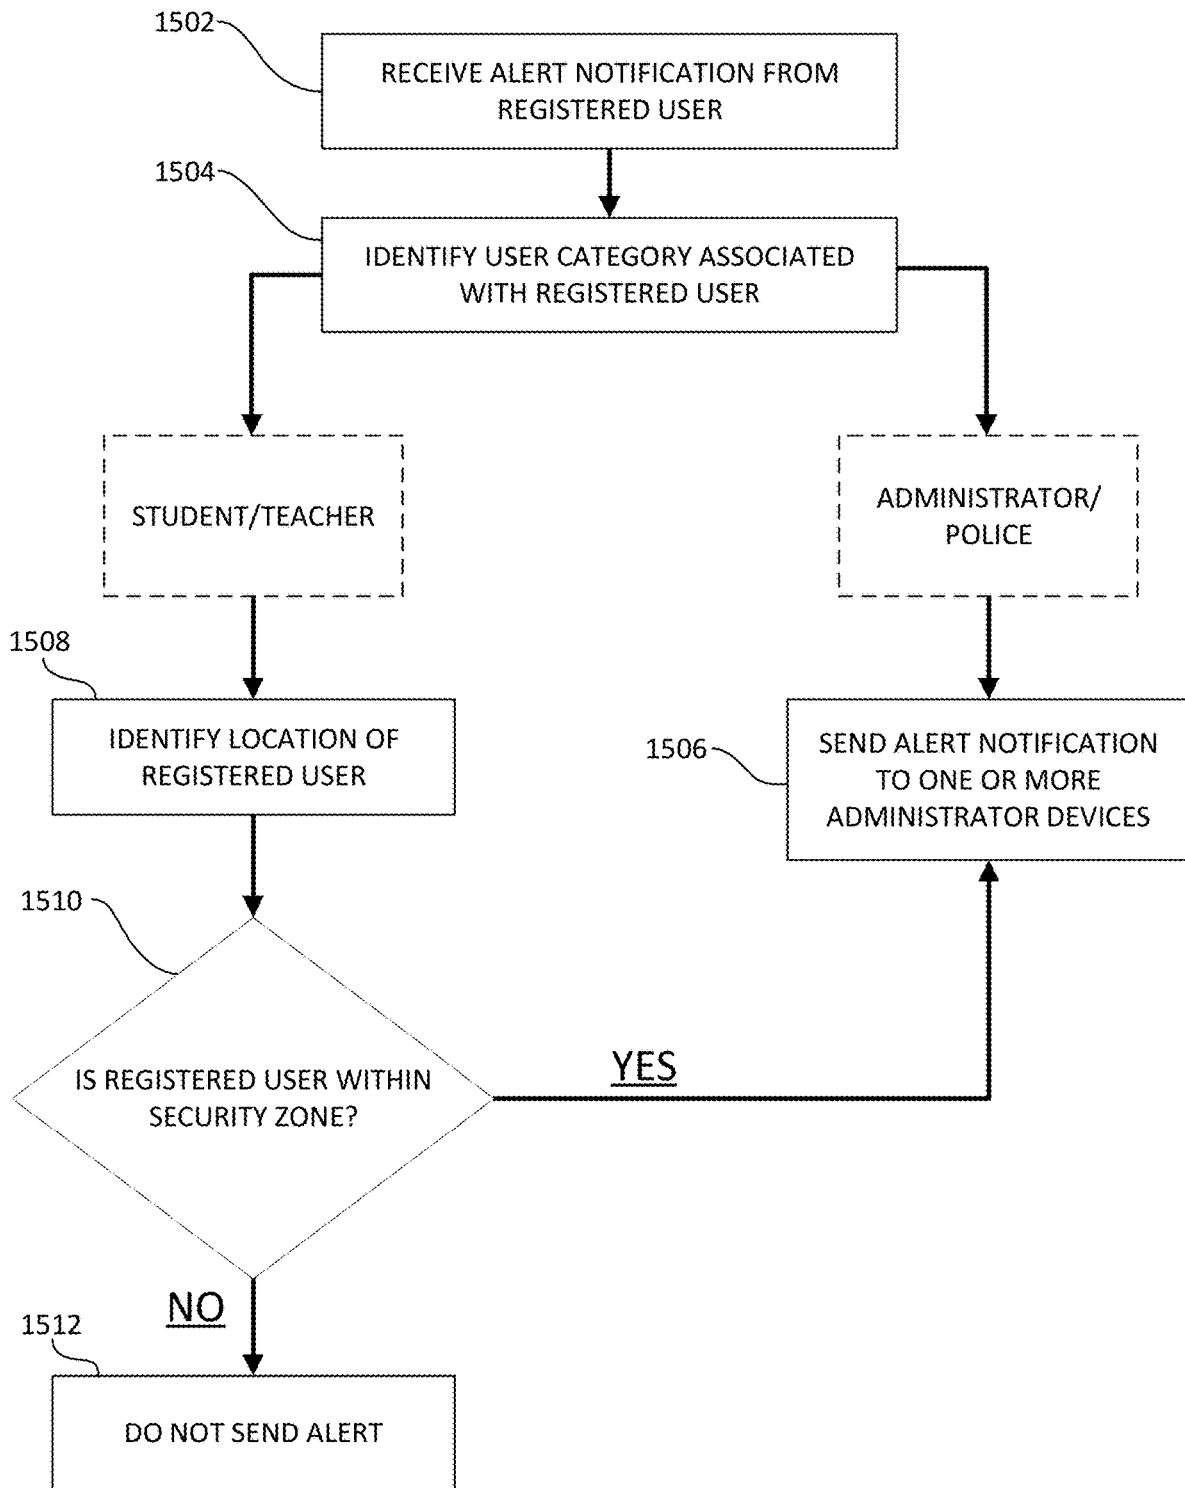 1502
RECEIVE ALERT NOTIFICATION FROM
REGISTERED USER
1504
IDENTIFY USER CATEGORY ASSOCIATED
WITH REGISTERED USER
STUDENT/TEACHER
ADMINISTRATOR/
POLICE
1508
IDENTIFY LOCATION OF
REGISTERED USER
1506
SEND ALERT NOTIFICATION
TO ONE OR MORE
ADMINISTRATOR DEVICES
1510
IS REGISTERED USER WITHIN
SECURITY ZONE?
YES
NO
1512
DO NOT SEND ALERT